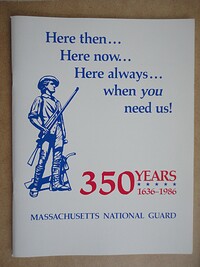 Here then...
Here now...
Here always...
when you
need us!
350 YEARS
1636-1986
MASSACHUSETTS NATIONAL GUARD